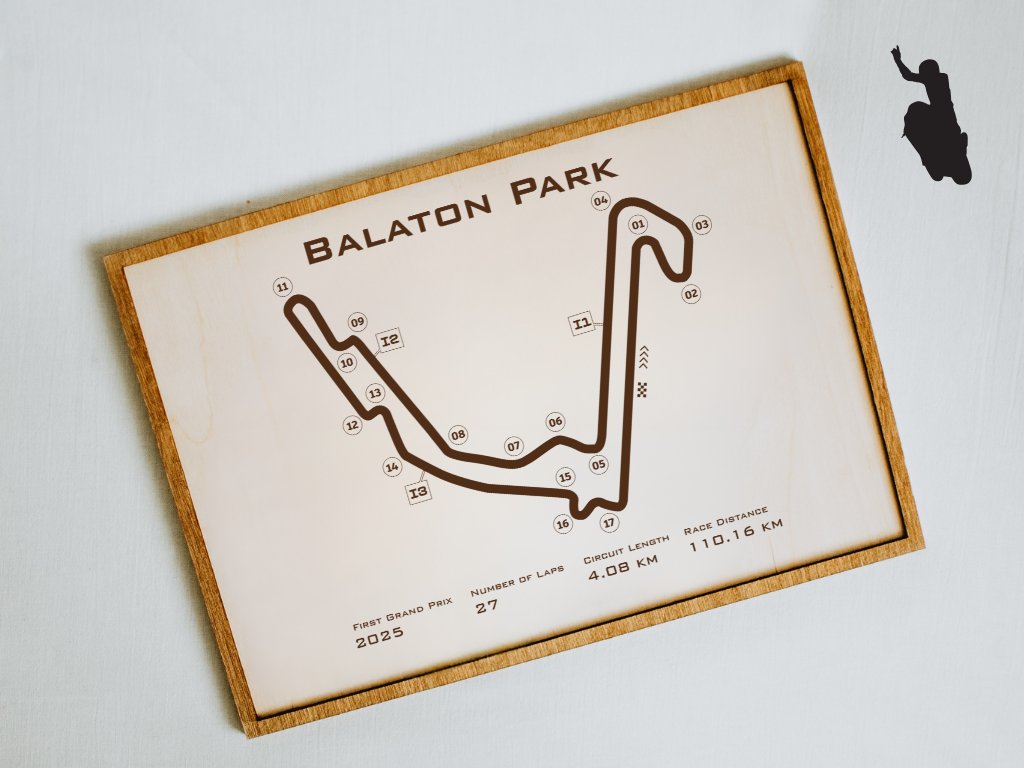 Balaton Park
04
01
03
02
11
09
I2
10
I1
13
12
08
06
07
14
I3
15
05
16
17
First Grand Prix
2025
Number of Laps
27
Circuit Length
4.08 km
Race Distance
110.16 km